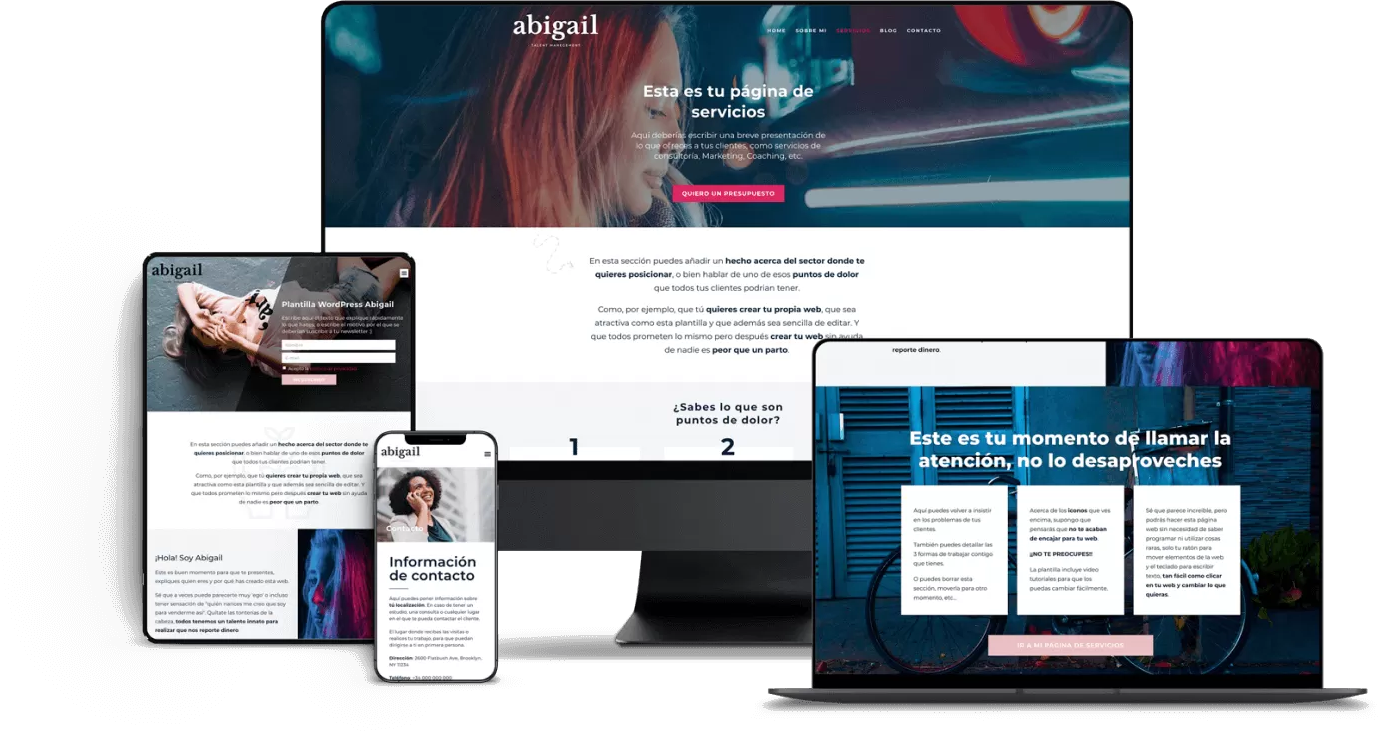 abigail
TALENT MANAGEMENT
HOME SOBRE MI SERVICIOS BLOG CONTACTO
Esta es tu página de
servicios
Aquí deberías escribir una breve presentación de
lo que ofreces a tus clientes, como servicios de
consultoría, Marketing, Coaching, etc.
QUIERO UN PRESUPUESTO
En esta sección puedes añadir un hecho acerca del sector donde te
quieres posicionar, o bien hablar de uno de esos puntos de dolor
que todos tus clientes podrían tener.
Como, por ejemplo, que tú quieres crear tu propia web, que sea
atractiva como esta plantilla y que además sea sencilla de editar. Y
que todos prometen lo mismo pero después crear tu web sin ayuda
de nadie es peor que un parto.
¿Sabes lo que son
puntos de dolor?
1
2
abigail
Plantilla WordPress Abigail
Escribe aquí el texto que explique rápidamente
lo que haces, o escribe el motivo por el que se
deberían suscribir a tu newsletter :)
Nombre
E-mail
En esta sección puedes añadir un hecho acerca del sector donde te
quieres posicionar, o bien hablar de uno de esos puntos de dolor
que todos tus clientes podrían tener.
Como, por ejemplo, que tú quieres crear tu propia web, que sea
atractiva como esta plantilla y que además sea sencilla de editar. Y
que todos prometen lo mismo pero después crear tu web sin ayuda
de nadie es peor que un parto.
¡Hola! Soy Abigail
Este es buen momento para que te presentes,
expliques quien eres y por qué has creado esta web.
Sé que a veces puede parecerte muy 'ego' o incluso
tener sensación de "quién narices me creo que soy
para venderme así". Quítate las tonterías de la
cabeza, todos tenemos un talento innato para
realizar que nos reporte dinero.
abigail
Contacto
Información
de contacto
Aquí puedes poner información sobre
tú localización. En caso de tener un
estudio, una consulta o cualquier lugar
en el que te pueda contactar el cliente.
El lugar donde recibas las visitas o
realices tu trabajo, para que puedan
dirigirse a ti en primera persona.
Dirección: 2600 Flatbush Ave, Brooklyn,
NY 11234
Teléfono: +34 000 000 000
reporte dinero.
Este es tu momento de llamar la
atención, no lo desaproveches
Aquí puedes volver a insistir
en los problemas de tus
clientes.
También puedes detallar las
3 formas de trabajar contigo
que tienes.
O puedes borrar esta
sección, moverla para otro
momento, etc...
Acerca de los iconos que ves
encima, supongo que
pensarás que no te acaban
de encajar para tu web.
¡¡NO TE PREOCUPES!!
La plantilla incluye video
tutoriales para que los
puedas cambiar fácilmente.
Sé que parece increíble, pero
podrás hacer esta página
web sin necesidad de saber
programar ni utilizar cosas
raras, solo tu ratón para
mover elementos de la web
y el teclado para escribir
texto, tan fácil como clicar
en tu web y cambiar lo que
quieras.
IR A MI PÁGINA DE SERVICIOS